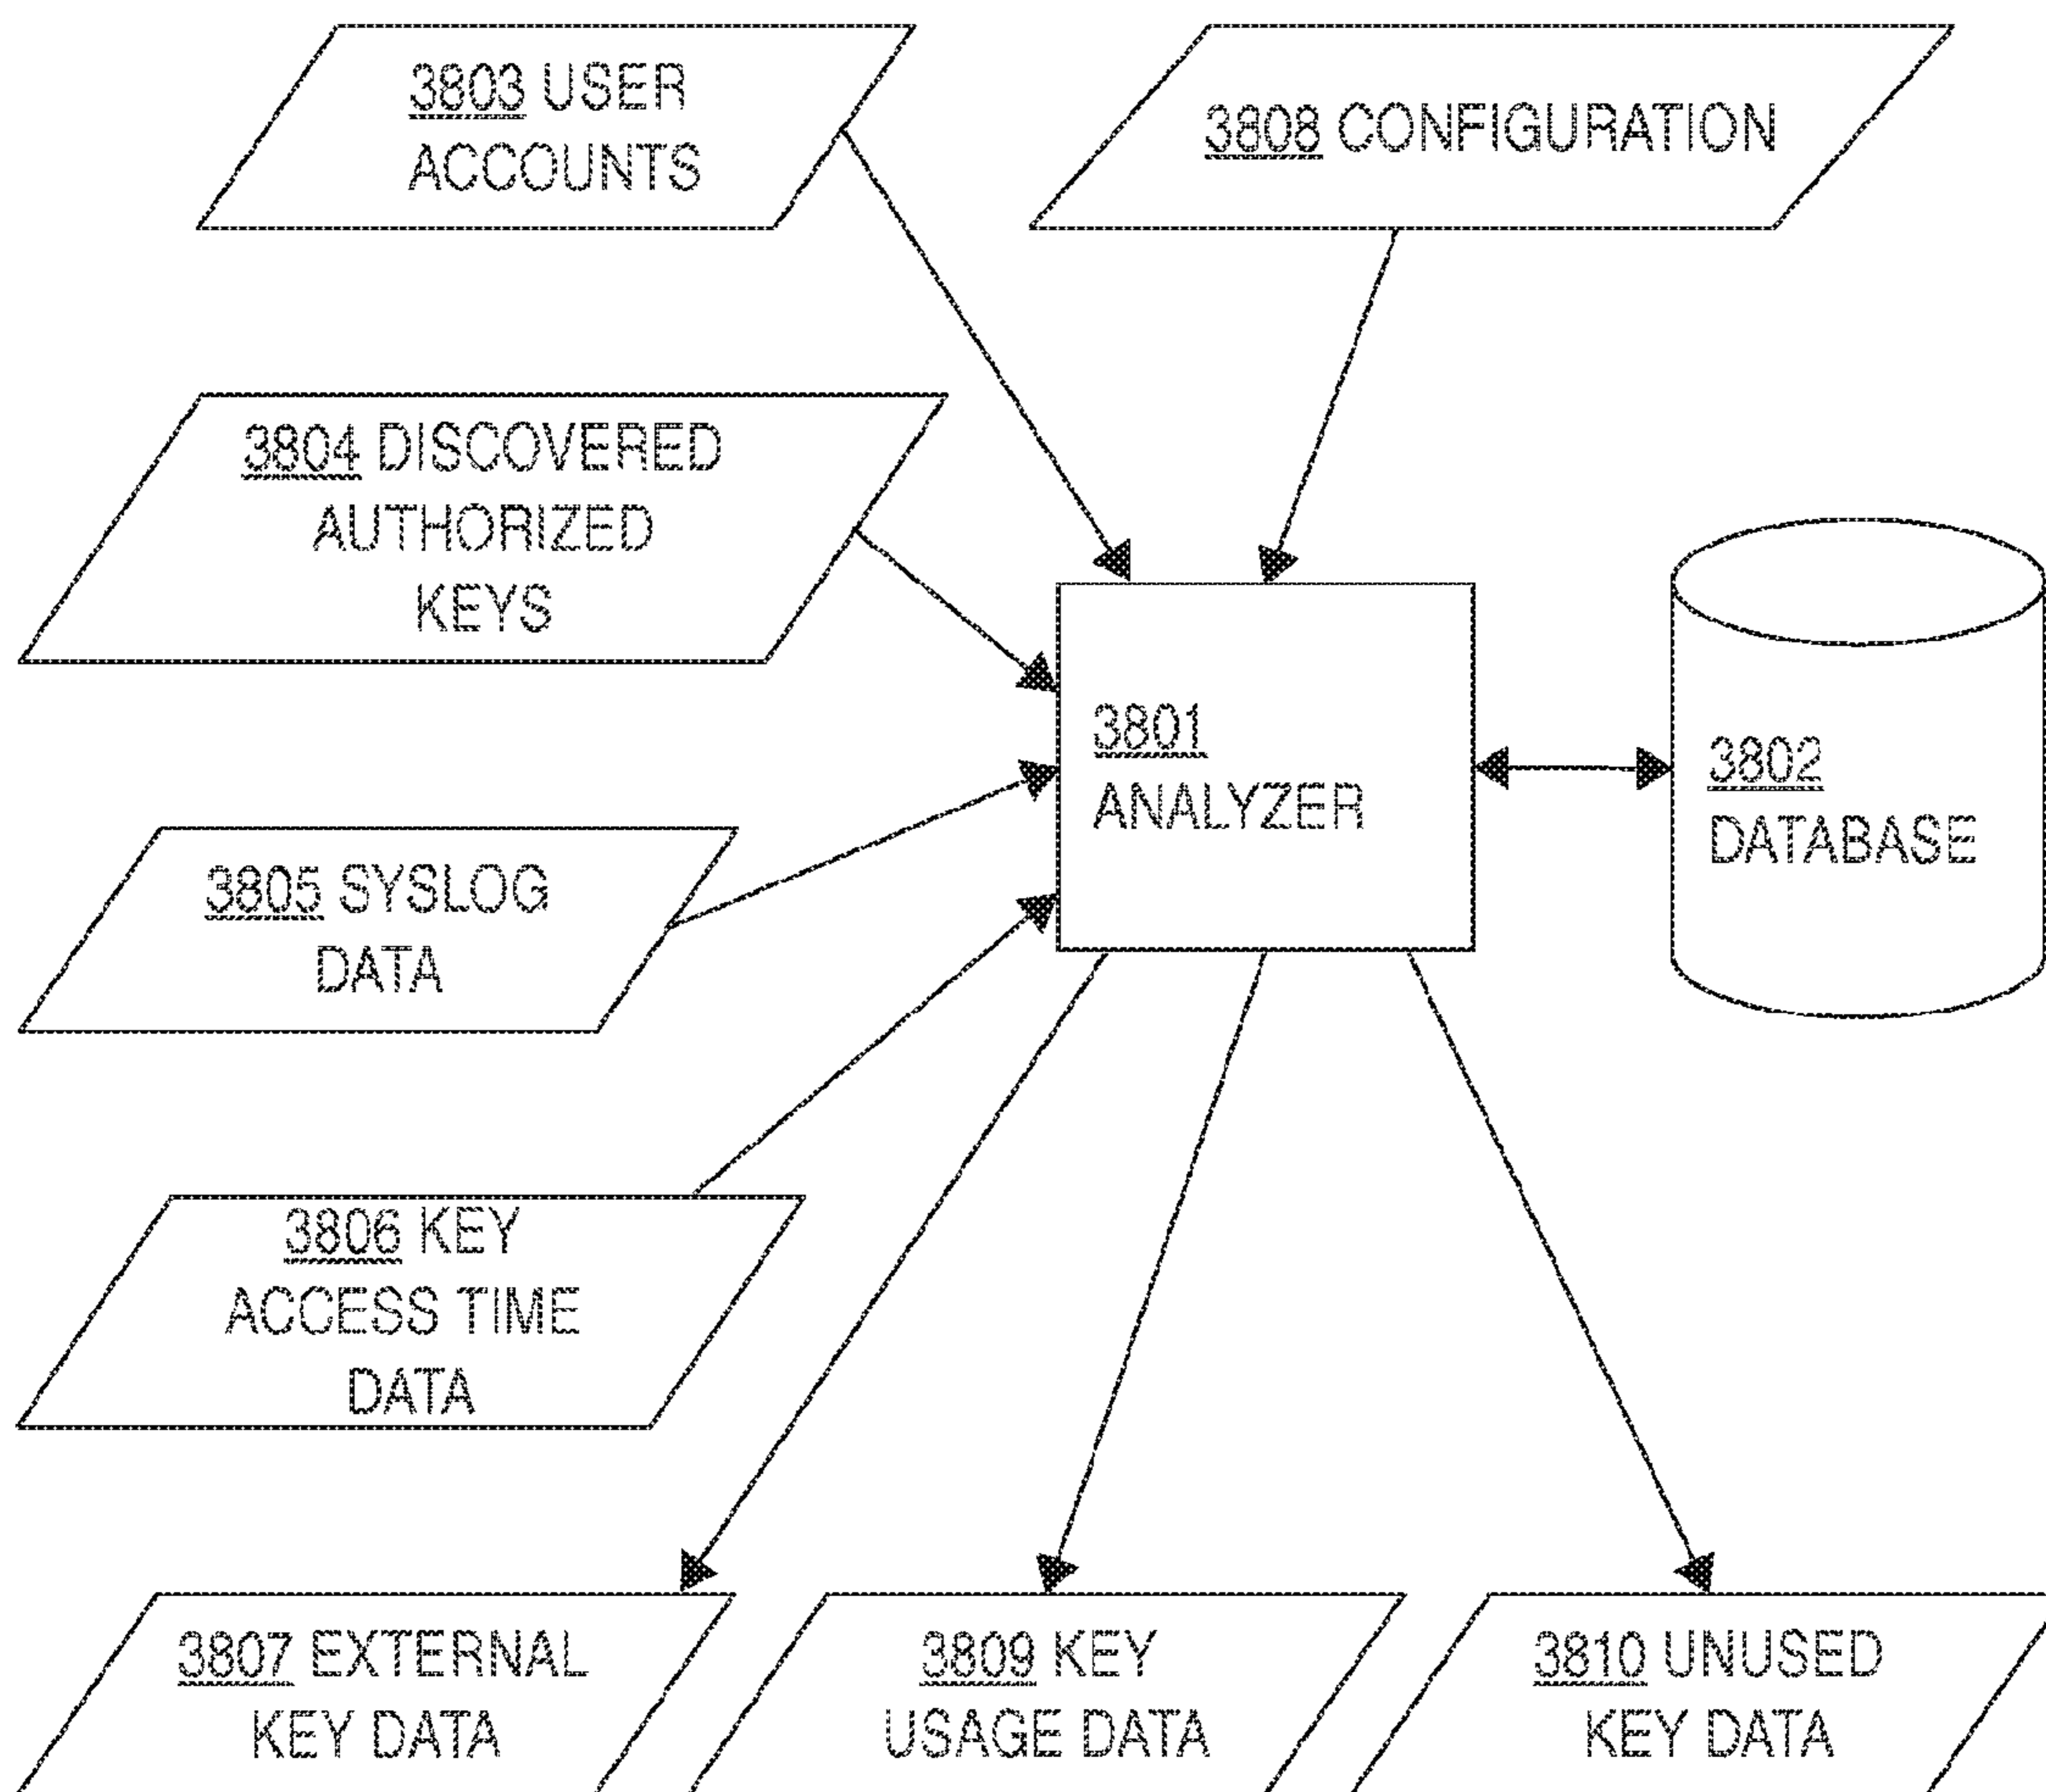 3803 USER
ACCOUNTS
3808 CONFIGURATION
3804 DISCOVERED
AUTHORIZED
KEYS
3801
ANALYZER
3802
DATABASE
3805 SYSLOG
DATA
3806 KEY
ACCESS TIME
DATA
3807 EXTERNAL
KEY DATA
3809 KEY
USAGE DATA
3810 UNUSED
KEY DATA